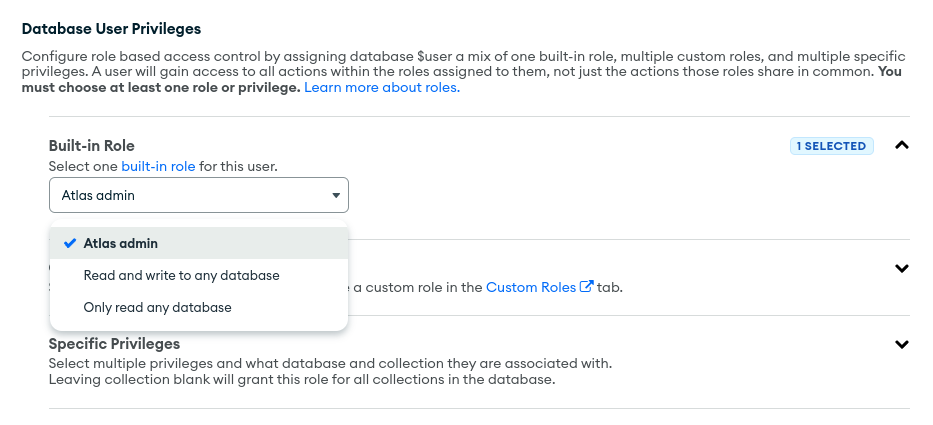 Database User Privileges
Configure role based access control by assigning database $user a mix of one built-in role, multiple custom roles, and multiple specific
privileges. A user will gain access to all actions within the roles assigned to them, not just the actions those roles share in common. You
must choose at least one role or privilege. Learn more about roles.
Built-in Role
1 SELECTED
Select one built-in role for this user.
Atlas admin
Atlas admin
Read and write to any database
a custom role in the Custom Roles tab.
Only read any database
Specific Privileges
Select multiple privileges and what database and collection they are associated with.
Leaving collection blank will grant this role for all collections in the database.